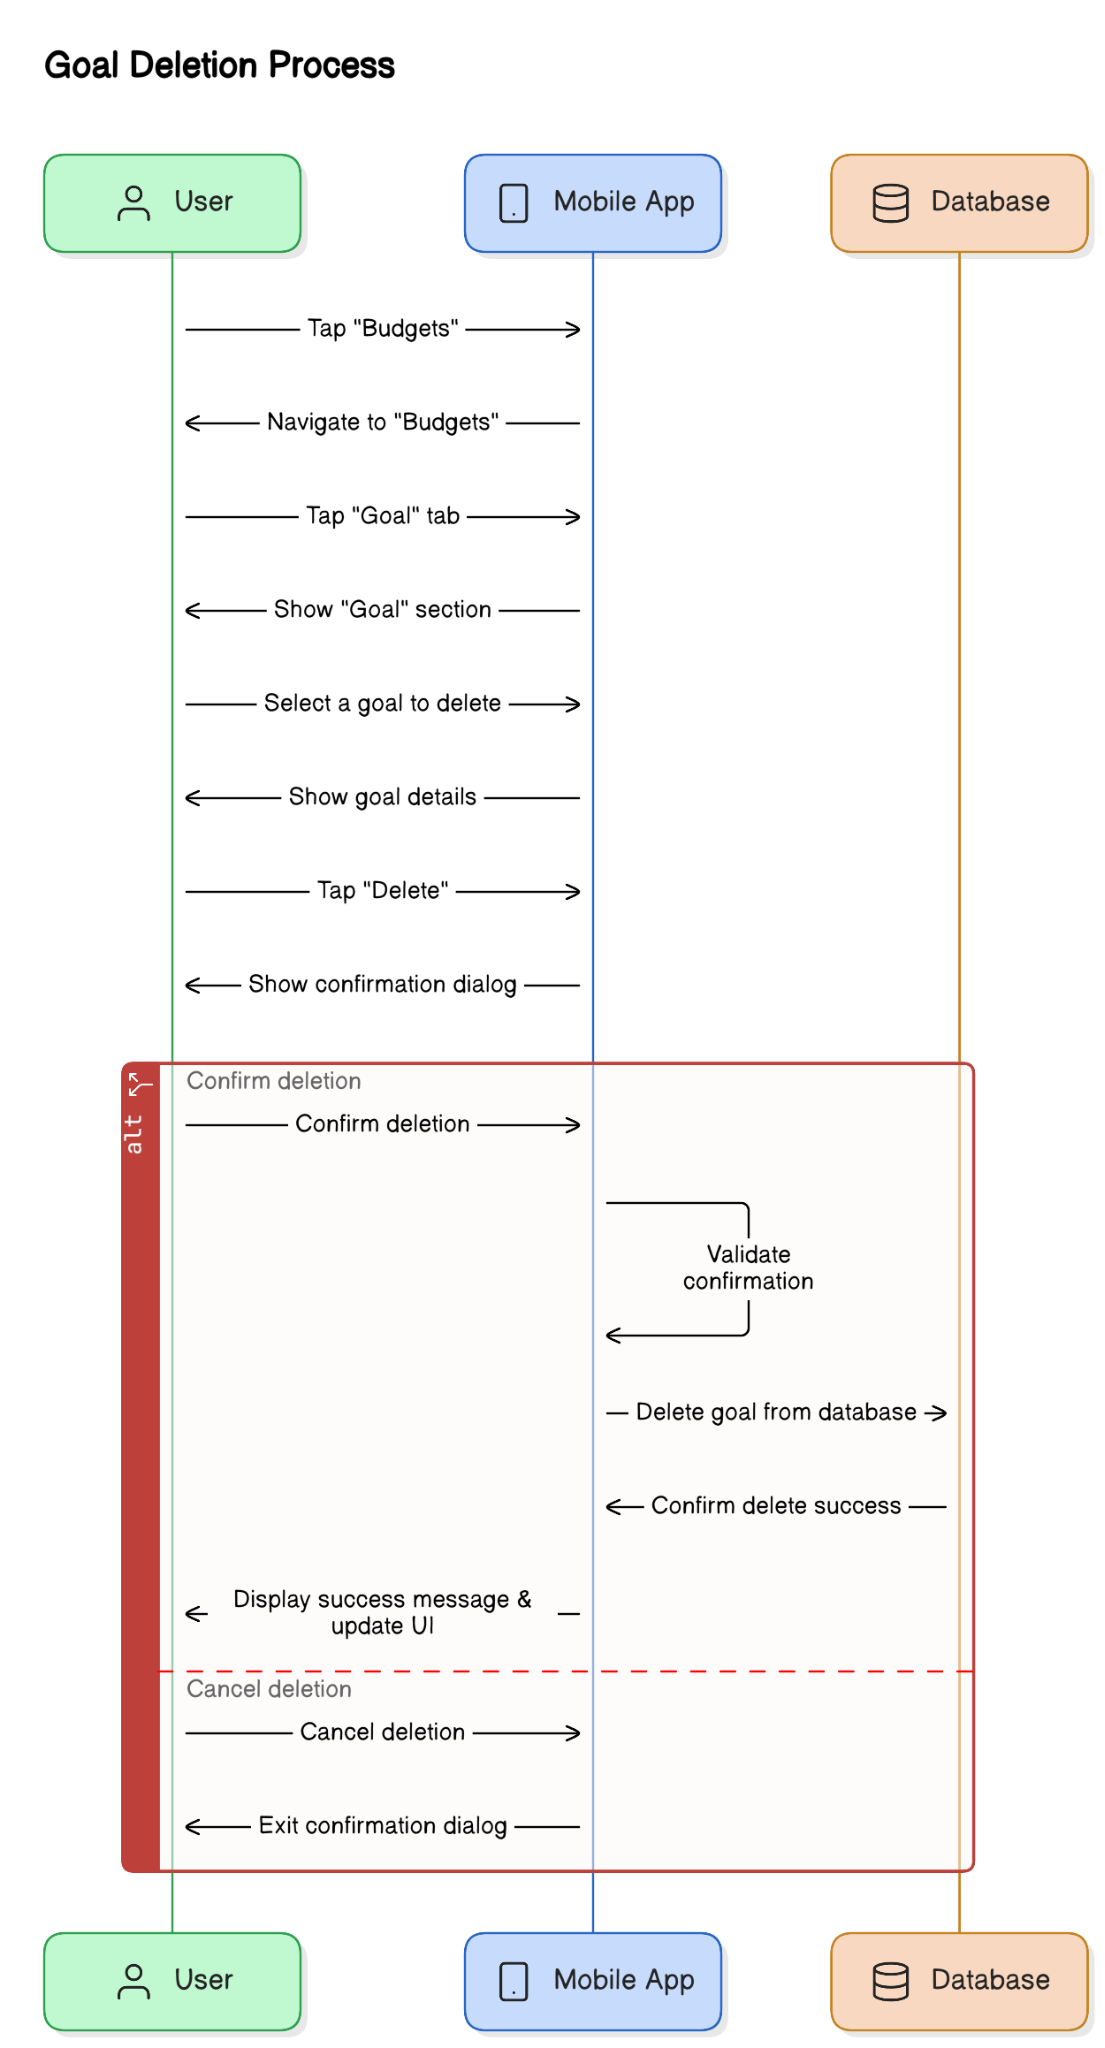 Goal Deletion Process
User
Mobile App
Database
Tap "Budgets"
Navigate to "Budgets"
Tap "Goal" tab
Show "Goal" section
Select a goal to delete
Show goal details
Tap "Delete"
Show confirmation dialog
alt
Confirm deletion
Confirm deletion
Validate
confirmation
Delete goal from database
Confirm delete success
Display success message &
update UI
Cancel deletion
Cancel deletion
Exit confirmation dialog
User
Mobile App
Database